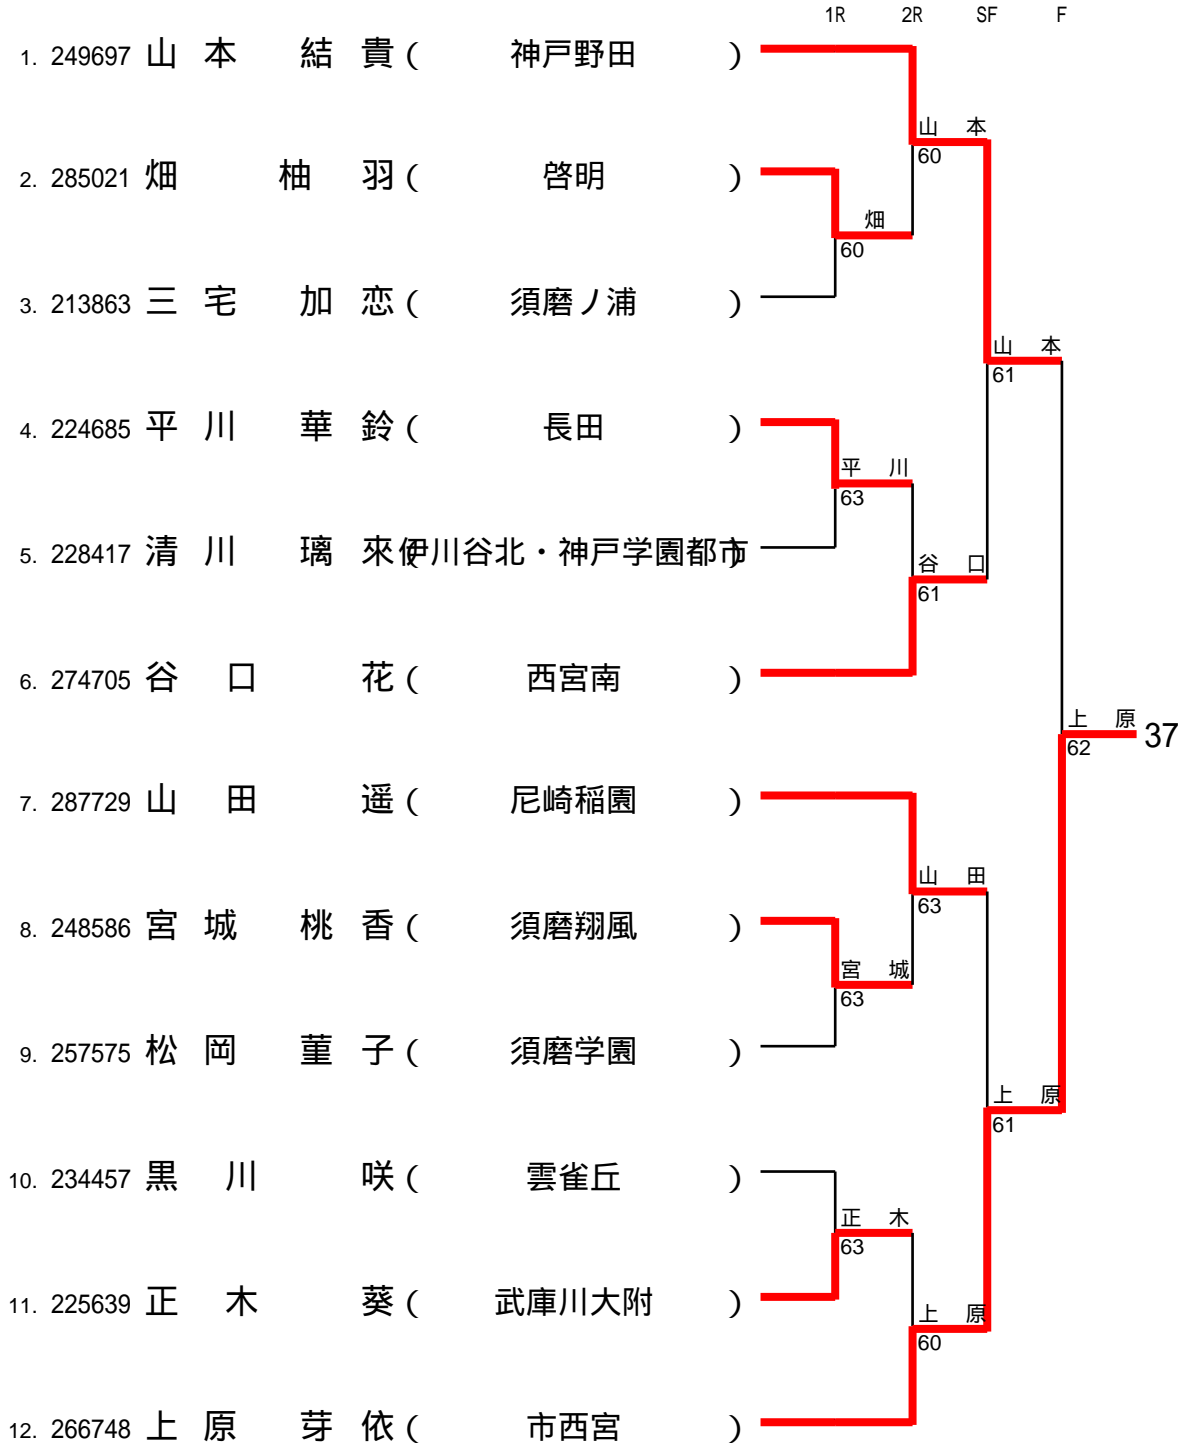 1R 2R SF F
1. 249697 山 本 結 貴 ( 神戸野田 )
山 本
60
2. 285021 畑 柚 羽 ( 啓明 )
畑
60
3. 213863 三 宅 加 恋 ( 須磨ノ浦 )
山 本
61
4. 224685 平 川 華 鈴 ( 長田 )
平 川
63
5. 228417 清 川 璃 來 ( 伊川谷北・神戸学園都市 )
谷 口
61
6. 274705 谷 口 花 ( 西宮南 )
上 原 37
62
7. 287729 山 田 遥 ( 尼崎稲園 )
山 田
63
8. 248586 宮 城 桃 香 ( 須磨翔風 )
宮 城
63
9. 257575 松 岡 菫 子 ( 須磨学園 )
上 原
61
10. 234457 黒 川 咲 ( 雲雀丘 )
正 木
63
11. 225639 正 木 葵 ( 武庫川大附 )
上 原
60
12. 266748 上 原 芽 依 ( 市西宮 )